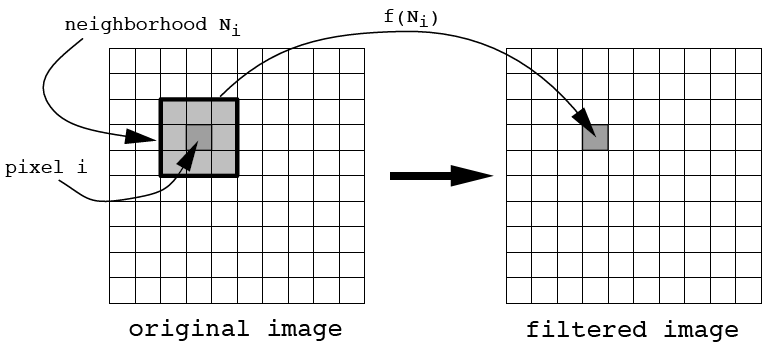 neighborhood Ni
f(Ni)
pixel i
original image
filtered image